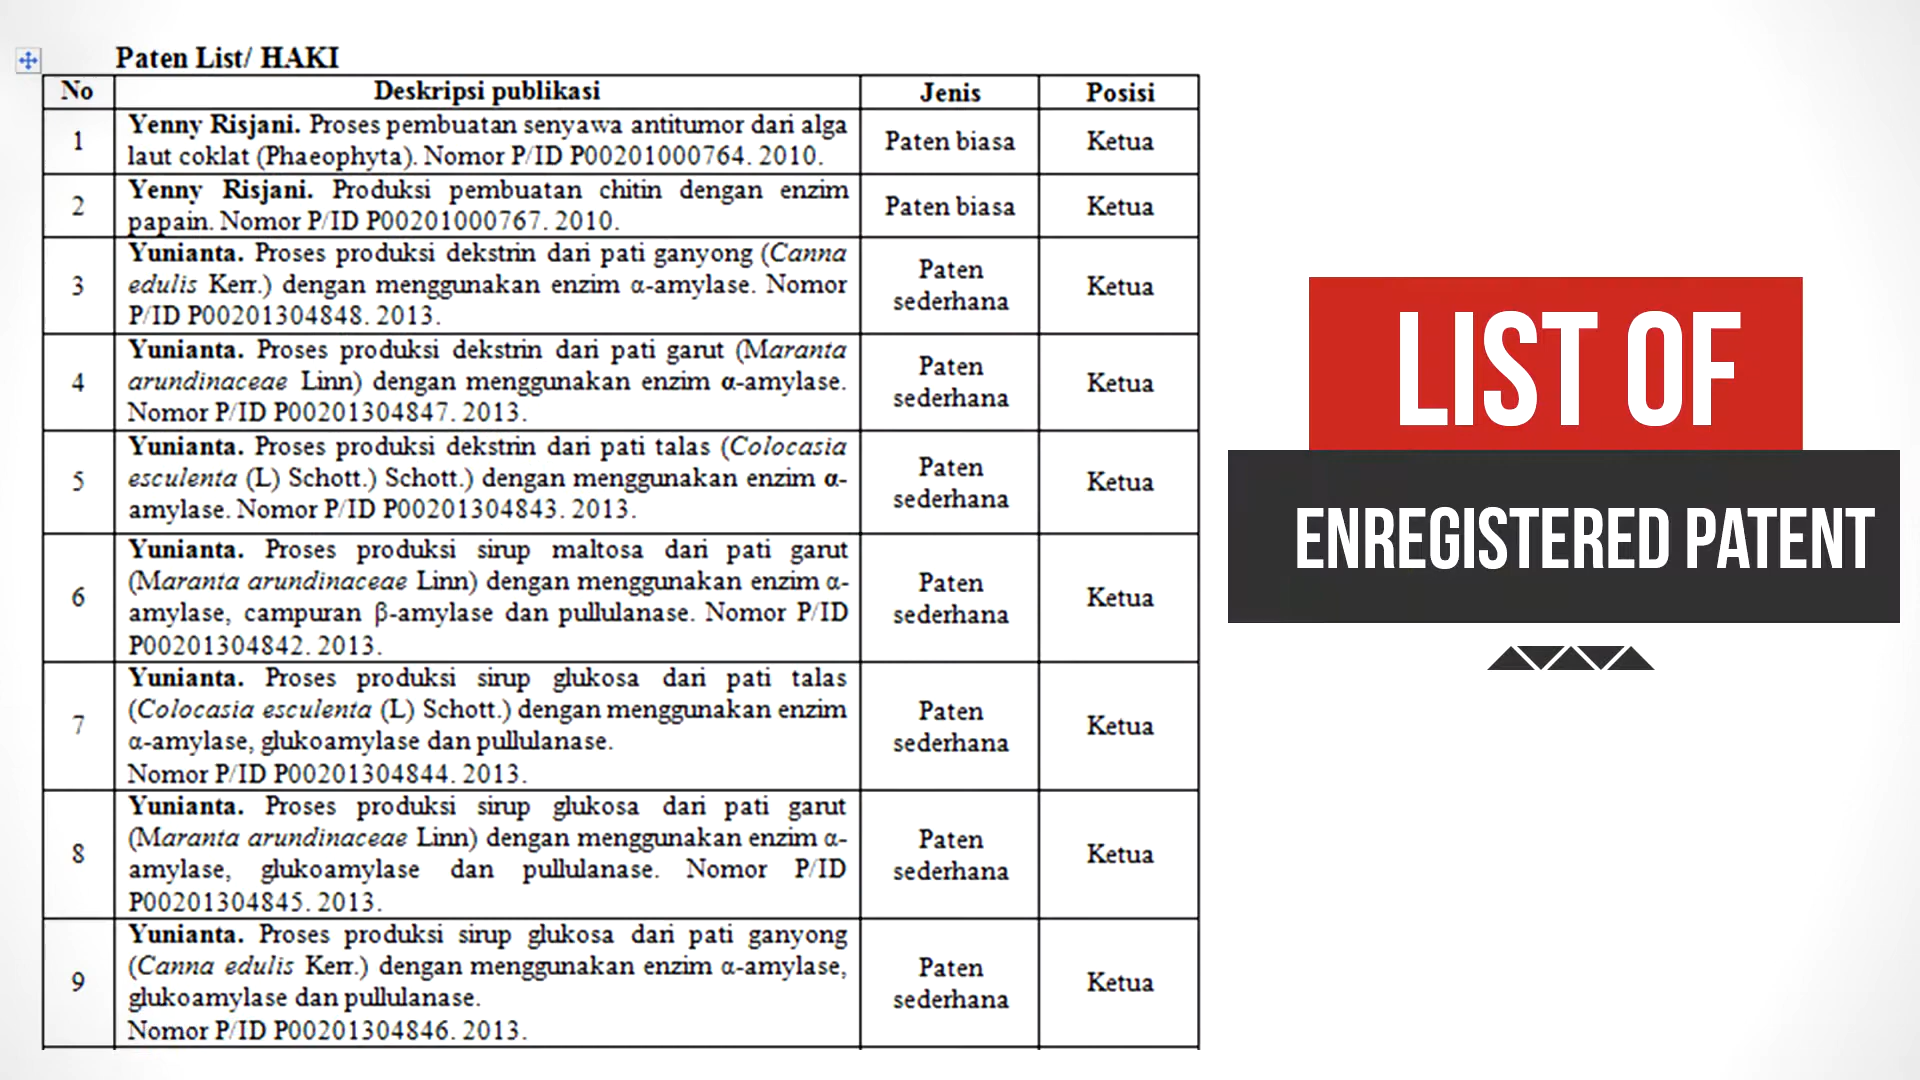 Paten List/ HAKI
No Deskripsi publikasi Jenis Posisi
1 Yenny Risjani. Proses pembuatan senyawa antitumor dari alga
laut coklat (Phaeophyta). Nomor P/ID P00201000764. 2010.
Paten biasa Ketua
2 Yenny Risjani. Produksi pembuatan chitin dengan enzim
papain. Nomor P/ID P00201000767. 2010.
Paten biasa Ketua
3 Yunianta. Proses produksi dekstrin dari pati ganyong (Canna
edulis Kerr.) dengan menggunakan enzim α-amylase. Nomor
P/ID P00201304848. 2013.
Paten
sederhana
Ketua
4 Yunianta. Proses produksi dekstrin dari pati garut (Maranta
arundinaceae Linn) dengan menggunakan enzim α-amylase.
Nomor P/ID P00201304847. 2013.
Paten
sederhana
Ketua
5 Yunianta. Proses produksi dekstrin dari pati talas (Colocasia
esculenta (L) Schott.) Schott.) dengan menggunakan enzim α-
amylase. Nomor P/ID P00201304843. 2013.
Paten
sederhana
Ketua
6 Yunianta. Proses produksi sirup maltosa dari pati garut
(Maranta arundinaceae Linn) dengan menggunakan enzim α-
amylase, campuran β-amylase dan pullulanase. Nomor P/ID
P00201304842. 2013.
Paten
sederhana
Ketua
7 Yunianta. Proses produksi sirup glukosa dari pati talas
(Colocasia esculenta (L) Schott.) dengan menggunakan enzim
α-amylase, glukoamylase dan pullulanase.
Nomor P/ID P00201304844. 2013.
Paten
sederhana
Ketua
8 Yunianta. Proses produksi sirup glukosa dari pati garut
(Maranta arundinaceae Linn) dengan menggunakan enzim α-
amylase, glukoamylase dan pullulanase. Nomor P/ID
P00201304845. 2013.
Paten
sederhana
Ketua
9 Yunianta. Proses produksi sirup glukosa dari pati ganyong
(Canna edulis Kerr.) dengan menggunakan enzim α-amylase,
glukoamylase dan pullulanase.
Nomor P/ID P00201304846. 2013.
Paten
sederhana
Ketua
LIST OF
ENREGISTERED PATENT